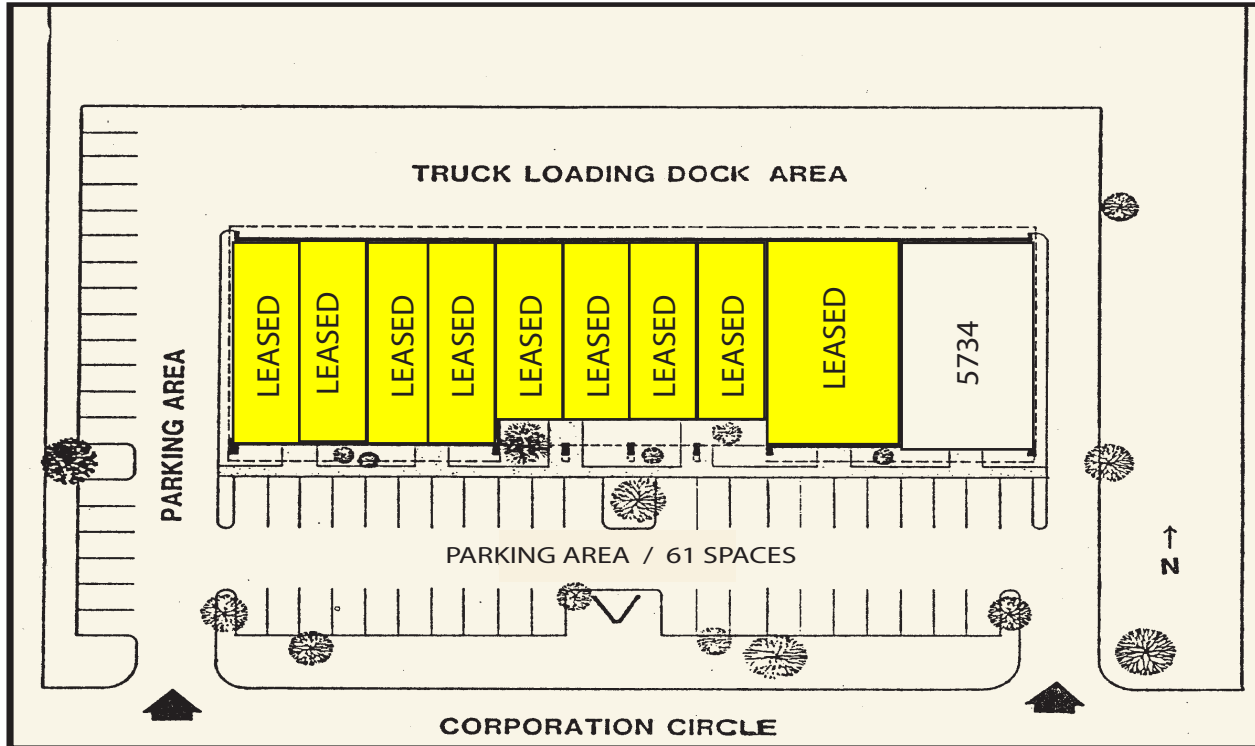 TRUCK LOADING DOCK AREA
LEASED
LEASED
LEASED
LEASED
LEASED
LEASED
LEASED
LEASED
LEASED
5734
PARKING AREA
PARKING AREA / 61 SPACES
↑
N
CORPORATION CIRCLE